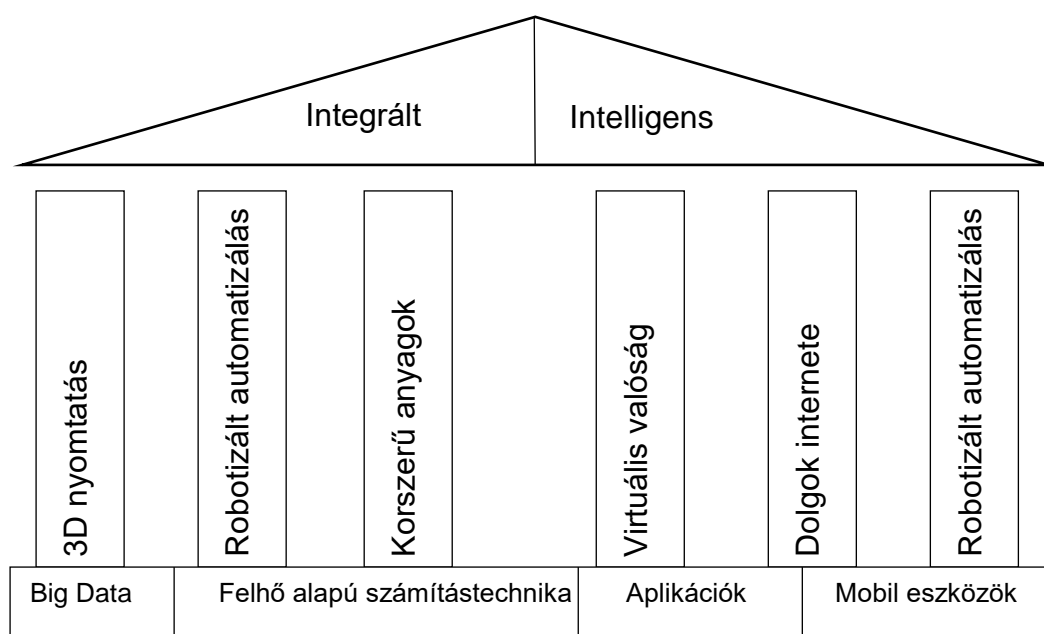 Integrált
Intelligens
3D nyomtatás
Robotizált automatizálás
Korszerű anyagok
Virtuális valóság
Dolgok internete
Robotizált automatizálás
Big Data
Felhő alapú számítástechnika
Aplikációk
Mobil eszközök